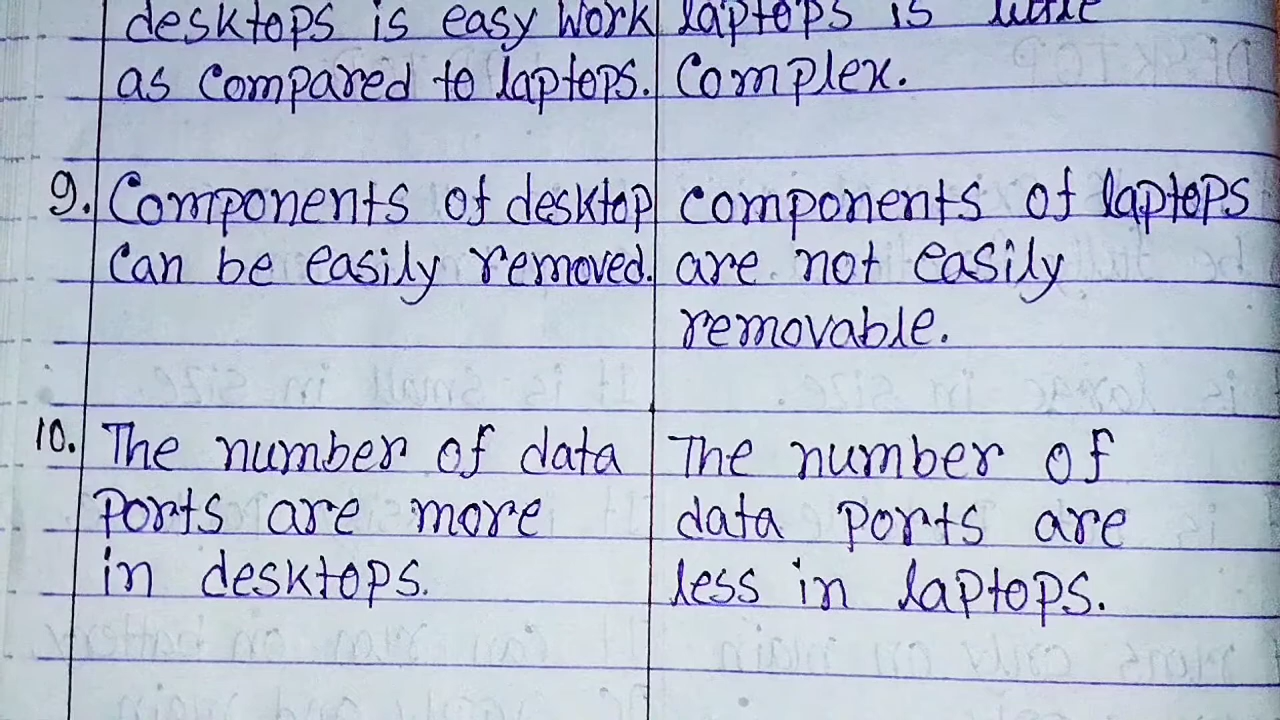 desktops is easy work
as compared to laptops.
laptops is little
complex.
9.
Components of desktop
can be easily removed.
components of laptops
are not easily
removable.
10.
The number of data
ports are more
in desktops.
The number of
data ports are
less in laptops.